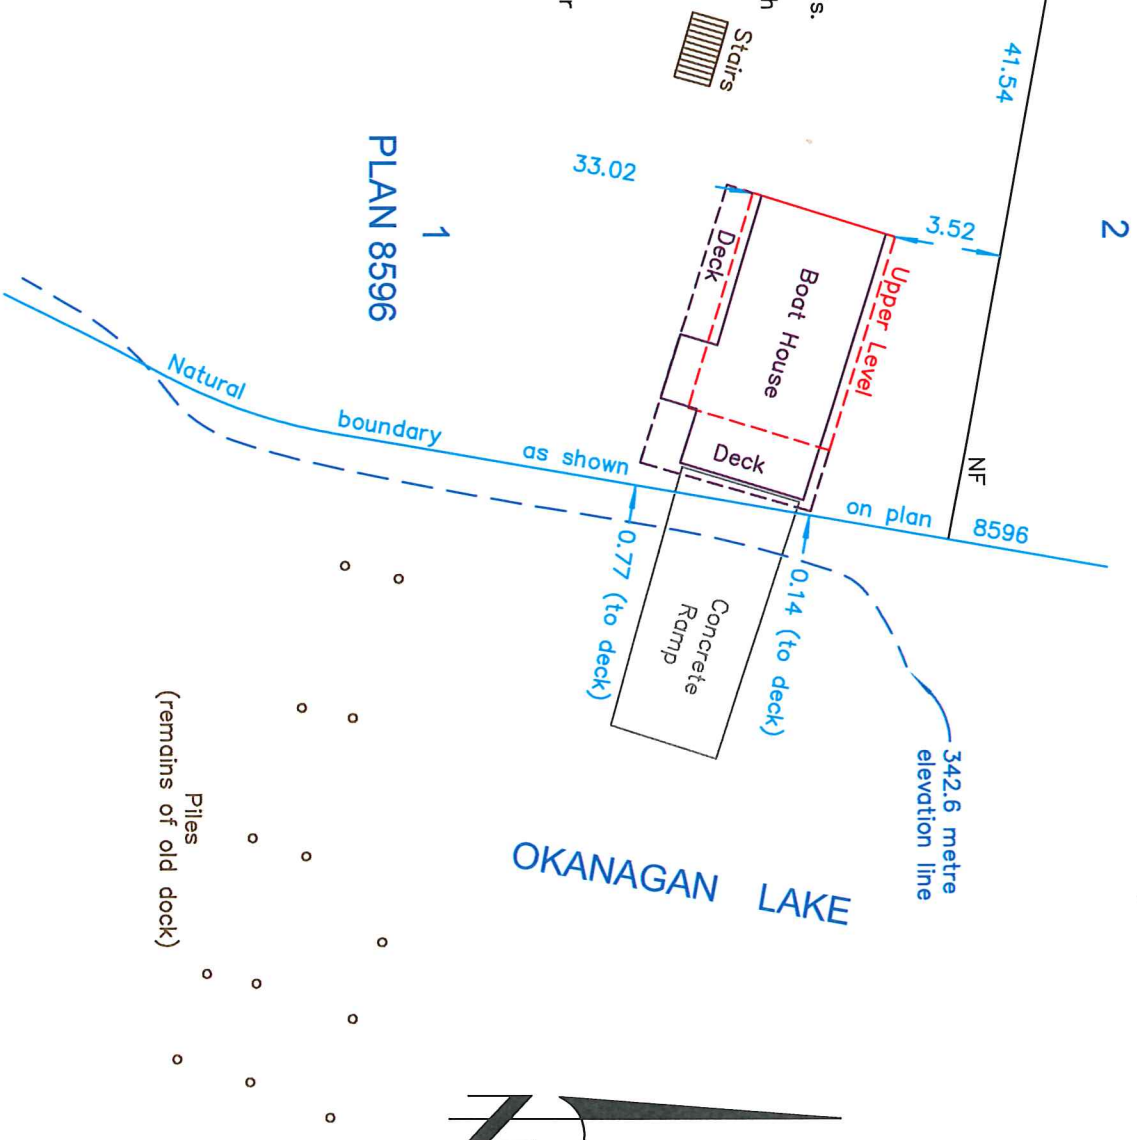 s.
h
r
Stairs
41.54
2
33.02
3.52
1
PLAN 8596
Deck
Boat House
Upper Level
Deck
Natural boundary as shown on plan 8596
NF
0.77 (to deck)
0.14 (to deck)
Concrete
Ramp
342.6 metre
elevation line
Piles
(remains of old dock)
OKANAGAN LAKE